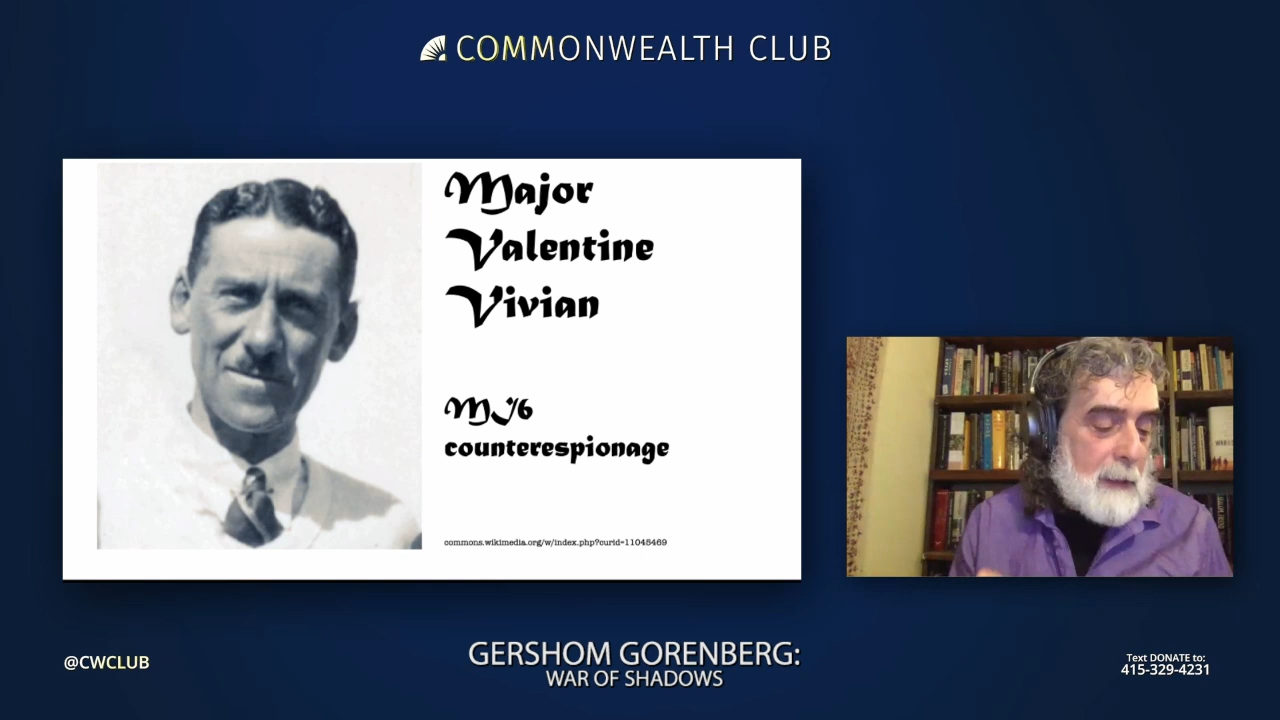 COMMONWEALTH CLUB
Major
Valentine
Vivian
MI6
counterespionage
commons.wikimedia.org/w/index.php?curid=11045469
@CWCLUB
GERSHOM GORENBERG:
WAR OF SHADOWS
Text DONATE to:
415-329-4231